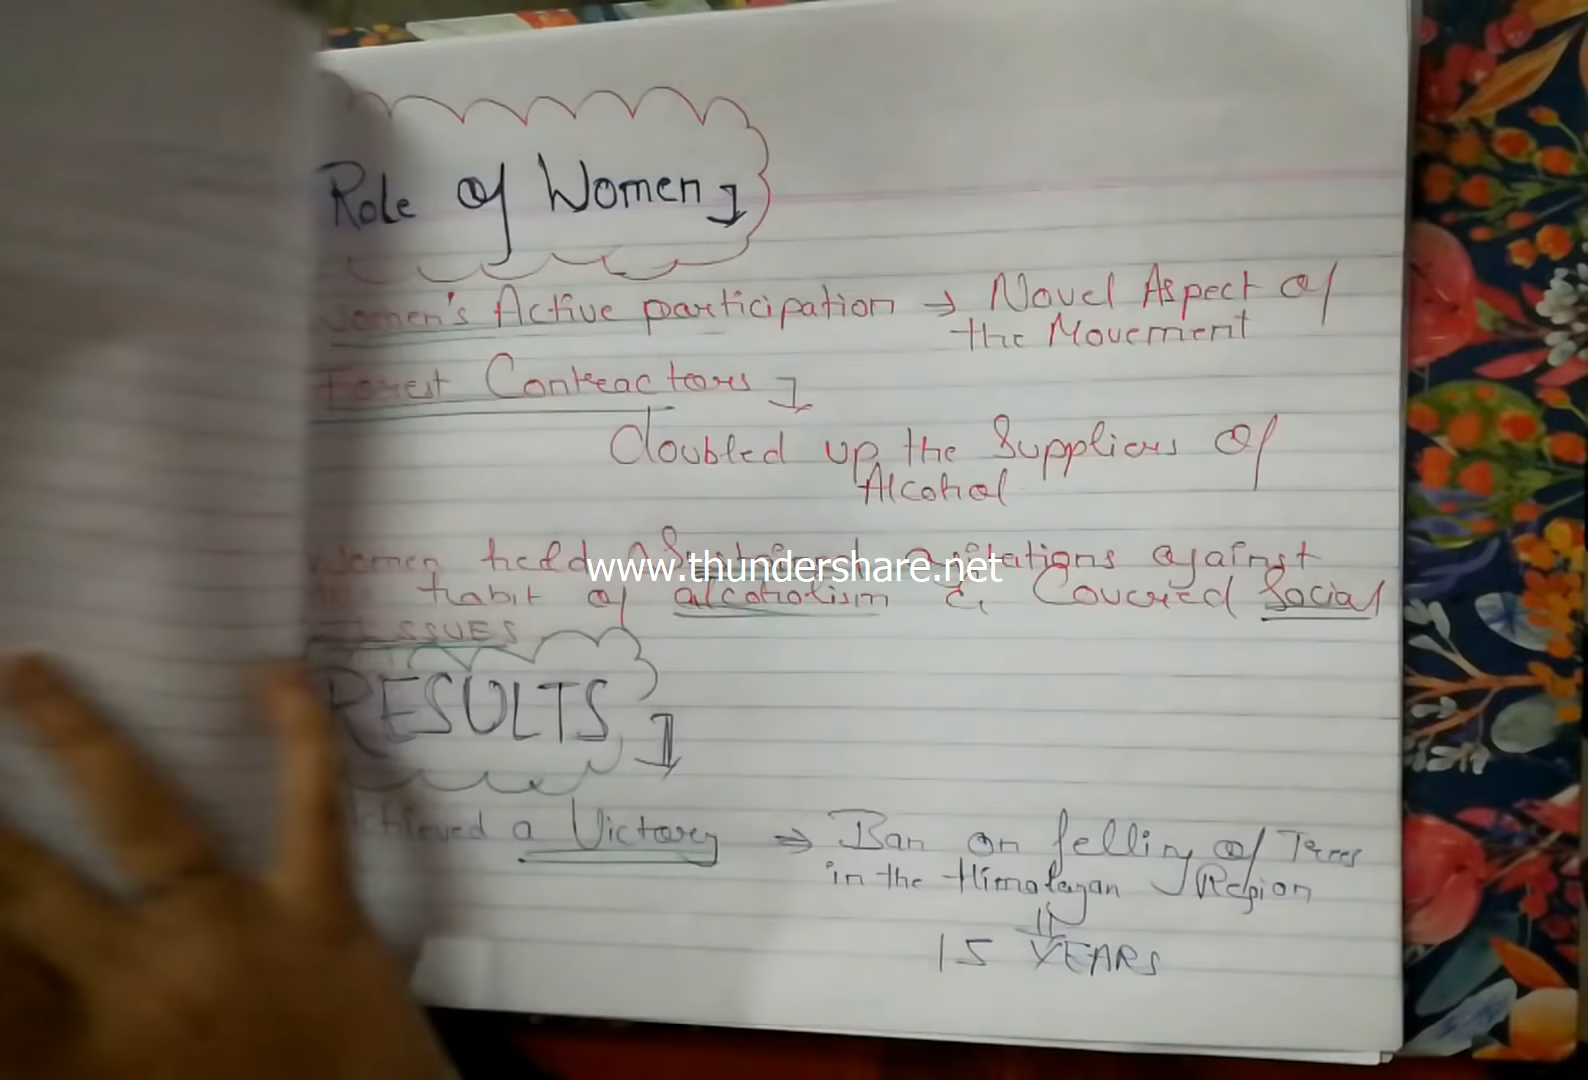 Role of Women
Women's Active participation → Novel Aspect of
the Movement
Forest Contractors
doubled up the Suppliers of
Alcohol
Women held agitations against
habit of alcoholism & Covered Social
ISSUES
RESULTS
Achieved a Victory ⇒ Ban on felling of Trees
in the Himalayan Region
15 YEARS
www.thundershare.net